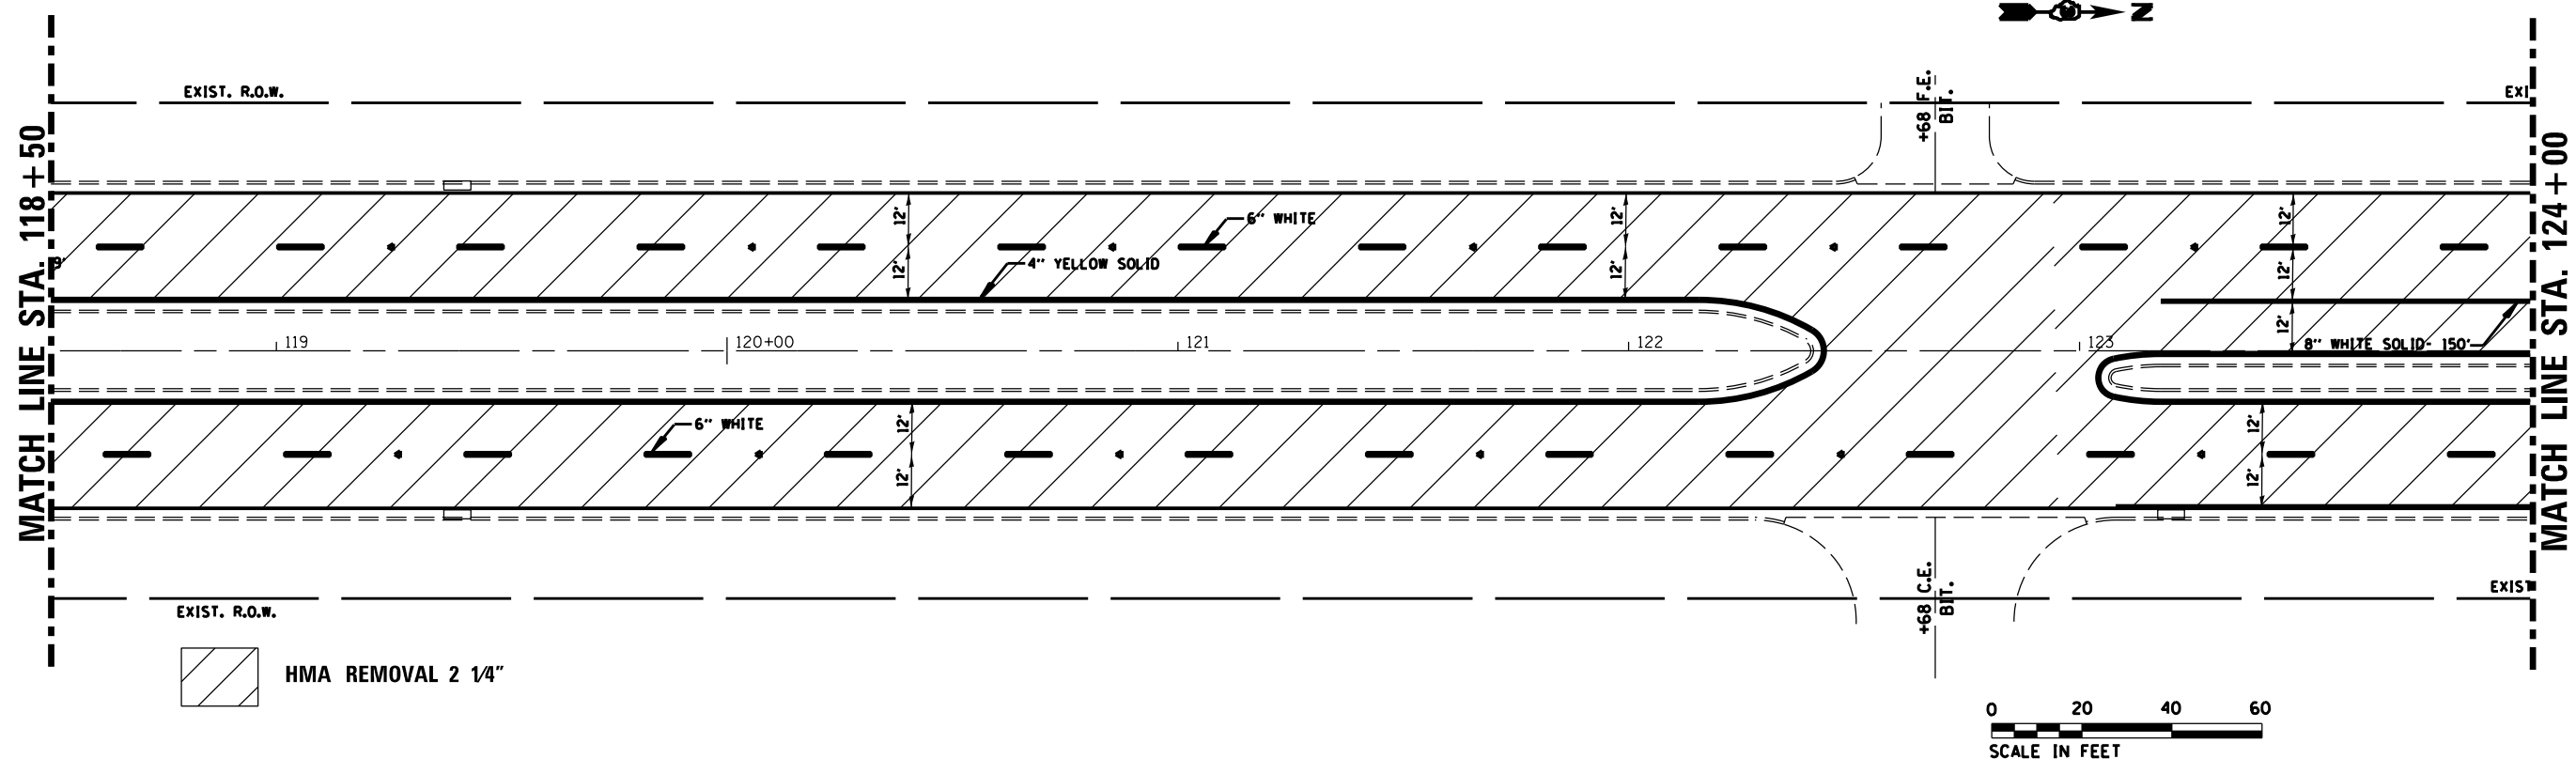 N
EXIST. R.O.W.
+68 F.E.
BIT.
EXI
MATCH LINE STA. 118+50
MATCH LINE STA. 124+00
12'
12'
6" WHITE
4" YELLOW SOLID
12'
12'
12'
12'
12'
9'
119
120+00
121
122
123
8" WHITE SOLID- 150'
12'
12'
6" WHITE
12'
12'
EXIST. R.O.W.
+68 C.E.
BIT.
EXIST
HMA REMOVAL 2 1/4"
0 20 40 60
SCALE IN FEET